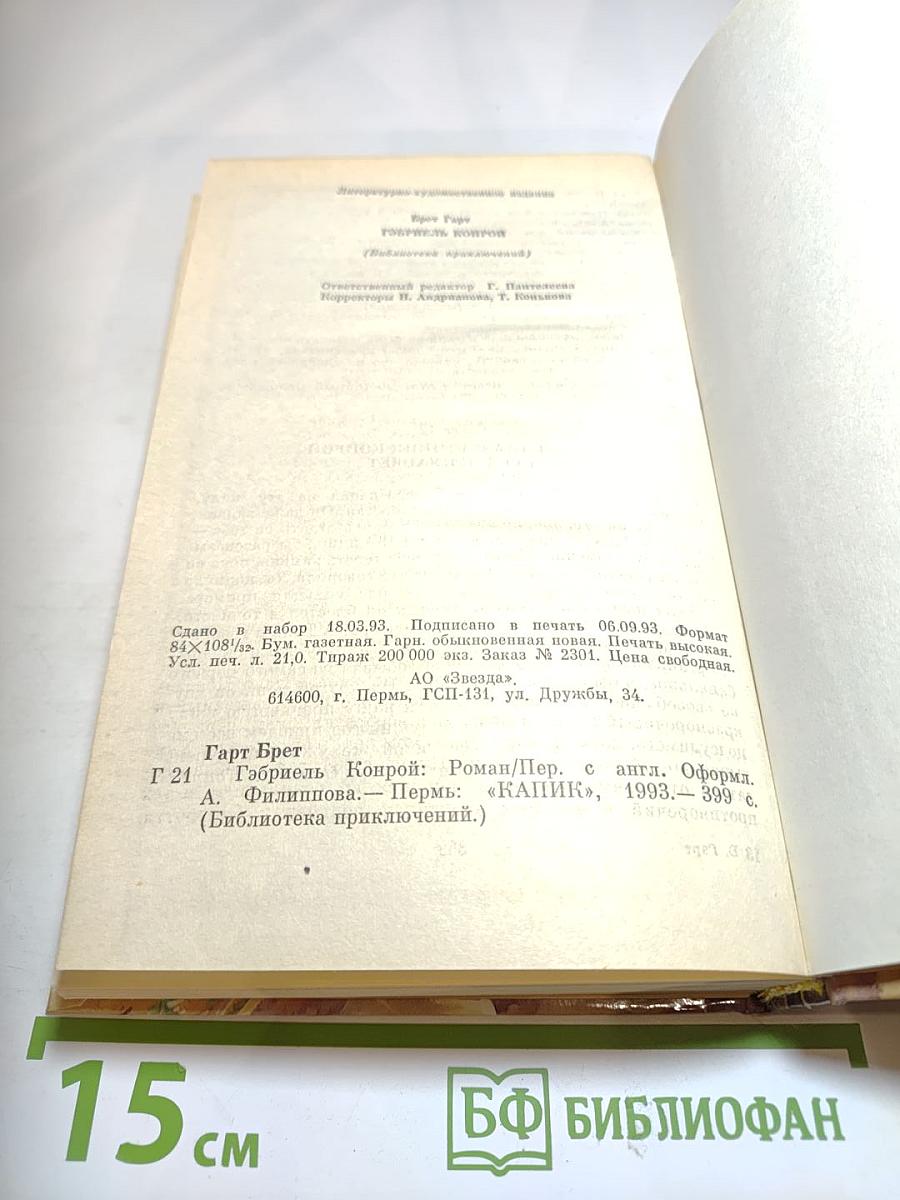 Литературно-художественное издание
Брет Гарт
ГЭБРИЕЛЬ КОНРОЙ
(Библиотека приключений)
Ответственный редактор Г. Пантелеева
Корректоры Н. Андрианова, Т. Конькова
Сдано в набор 18.03.93. Подписано в печать 06.09.93. Формат
84×108¹/₃₂. Бум. газетная. Гарн. обыкновенная новая. Печать высокая.
Усл. печ. л. 21,0. Тираж 200 000 экз. Заказ № 2301. Цена свободная.
АО «Звезда».
614600, г. Пермь, ГСП-131, ул. Дружбы, 34.
Гарт Брет
Г 21 Гэбриель Конрой: Роман/Пер. с англ. Оформл.
А. Филиппова.— Пермь: «КАПИК», 1993.— 399 с.
(Библиотека приключений.)
15 см
БФ БИБЛИОФАН